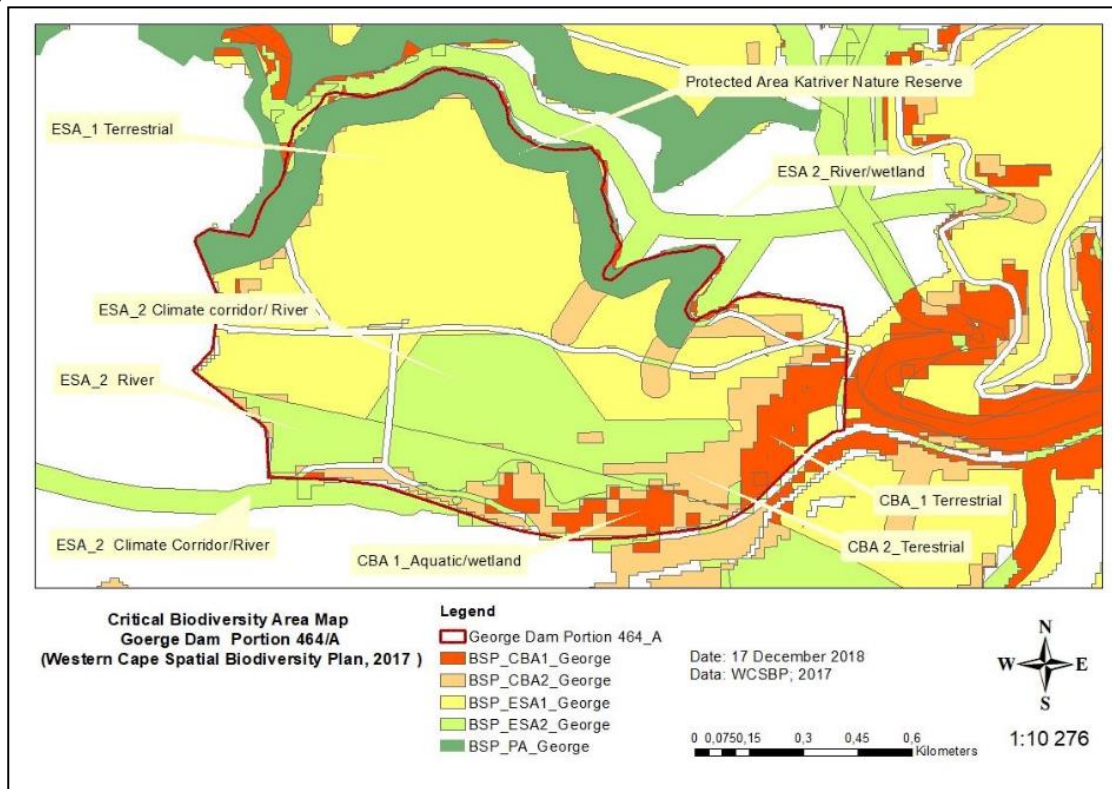 Protected Area Katriver Nature Reserve
ESA_1 Terrestrial
ESA 2_River/wetland
ESA_2 Climate corridor/ River
ESA_2 River
CBA_1 Terrestrial
ESA_2 Climate Corridor/River
CBA 1_Aquatic/wetland
CBA 2_Terestrial
Critical Biodiversity Area Map
Goerge Dam Portion 464/A
(Western Cape Spatial Biodiversity Plan, 2017 )
Legend
George Dam Portion 464_A
BSP_CBA1_George
BSP_CBA2_George
BSP_ESA1_George
BSP_ESA2_George
BSP_PA_George
Date: 17 December 2018
Data: WCSBP; 2017
0 0,0750,15 0,3 0,45 0,6
Kilometers
N
W E
S
1:10 276